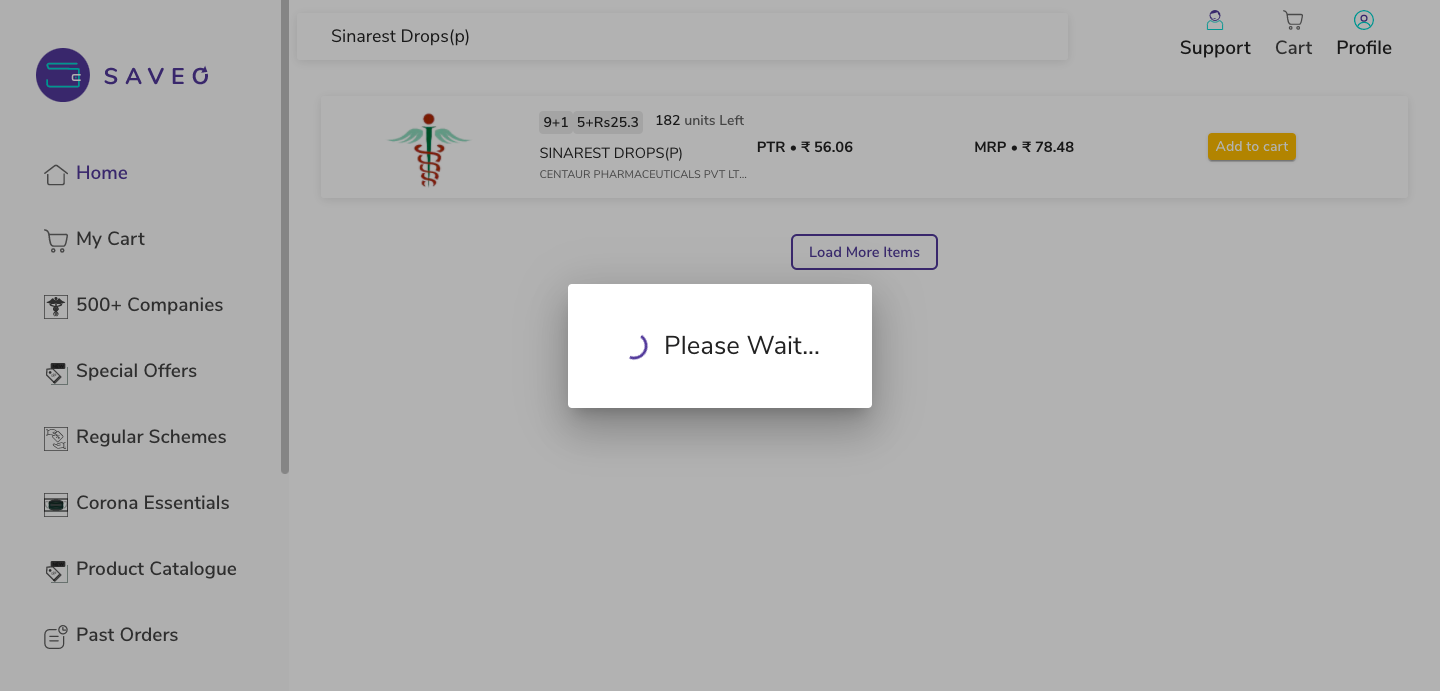 SAVEO
Home
My Cart
500+ Companies
Special Offers
Regular Schemes
Corona Essentials
Product Catalogue
Past Orders
Sinarest Drops(p)
Support
Cart
Profile
9+1 5+Rs25.3 182 units Left
SINAREST DROPS(P)
CENTAUR PHARMACEUTICALS PVT LT...
PTR • ₹ 56.06
MRP • ₹ 78.48
Add to cart
Load More Items
Please Wait...